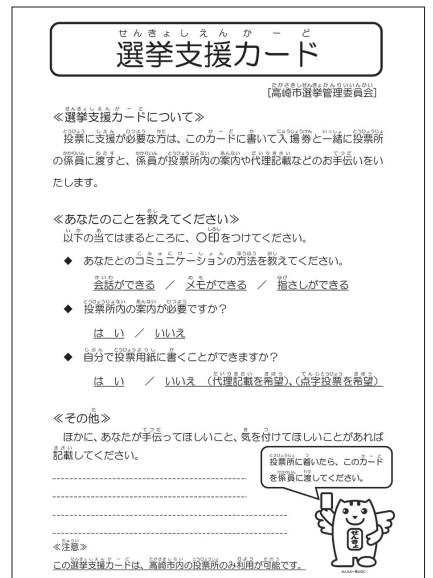 選挙支援カード
[高崎市選挙管理委員会]
≪選挙支援カードについて≫
投票に支援が必要な方は、このカードに書いて入場券と一緒に投票所
の係員に渡すと、係員が投票所内の案内や代理記載などのお手伝いをい
たします。
≪あなたのことを教えてください≫
以下の当てはまるところに、〇印をつけてください。
◆ あなたとのコミュニケーションの方法を教えてください。
会話ができる / メモができる / 指さしができる
◆ 投票所内の案内が必要ですか?
はい / いいえ
◆ 自分で投票用紙に書くことができますか?
はい / いいえ (代理記載を希望)、(点字投票を希望)
≪その他≫
ほかに、あなたが手伝ってほしいこと、気を付けてほしいことがあれば
記載してください。
投票所に着いたら、このカード
を係員に渡してください。
せんきょ
≪注意≫
この選挙支援カードは、高崎市内の投票所のみ利用が可能です。